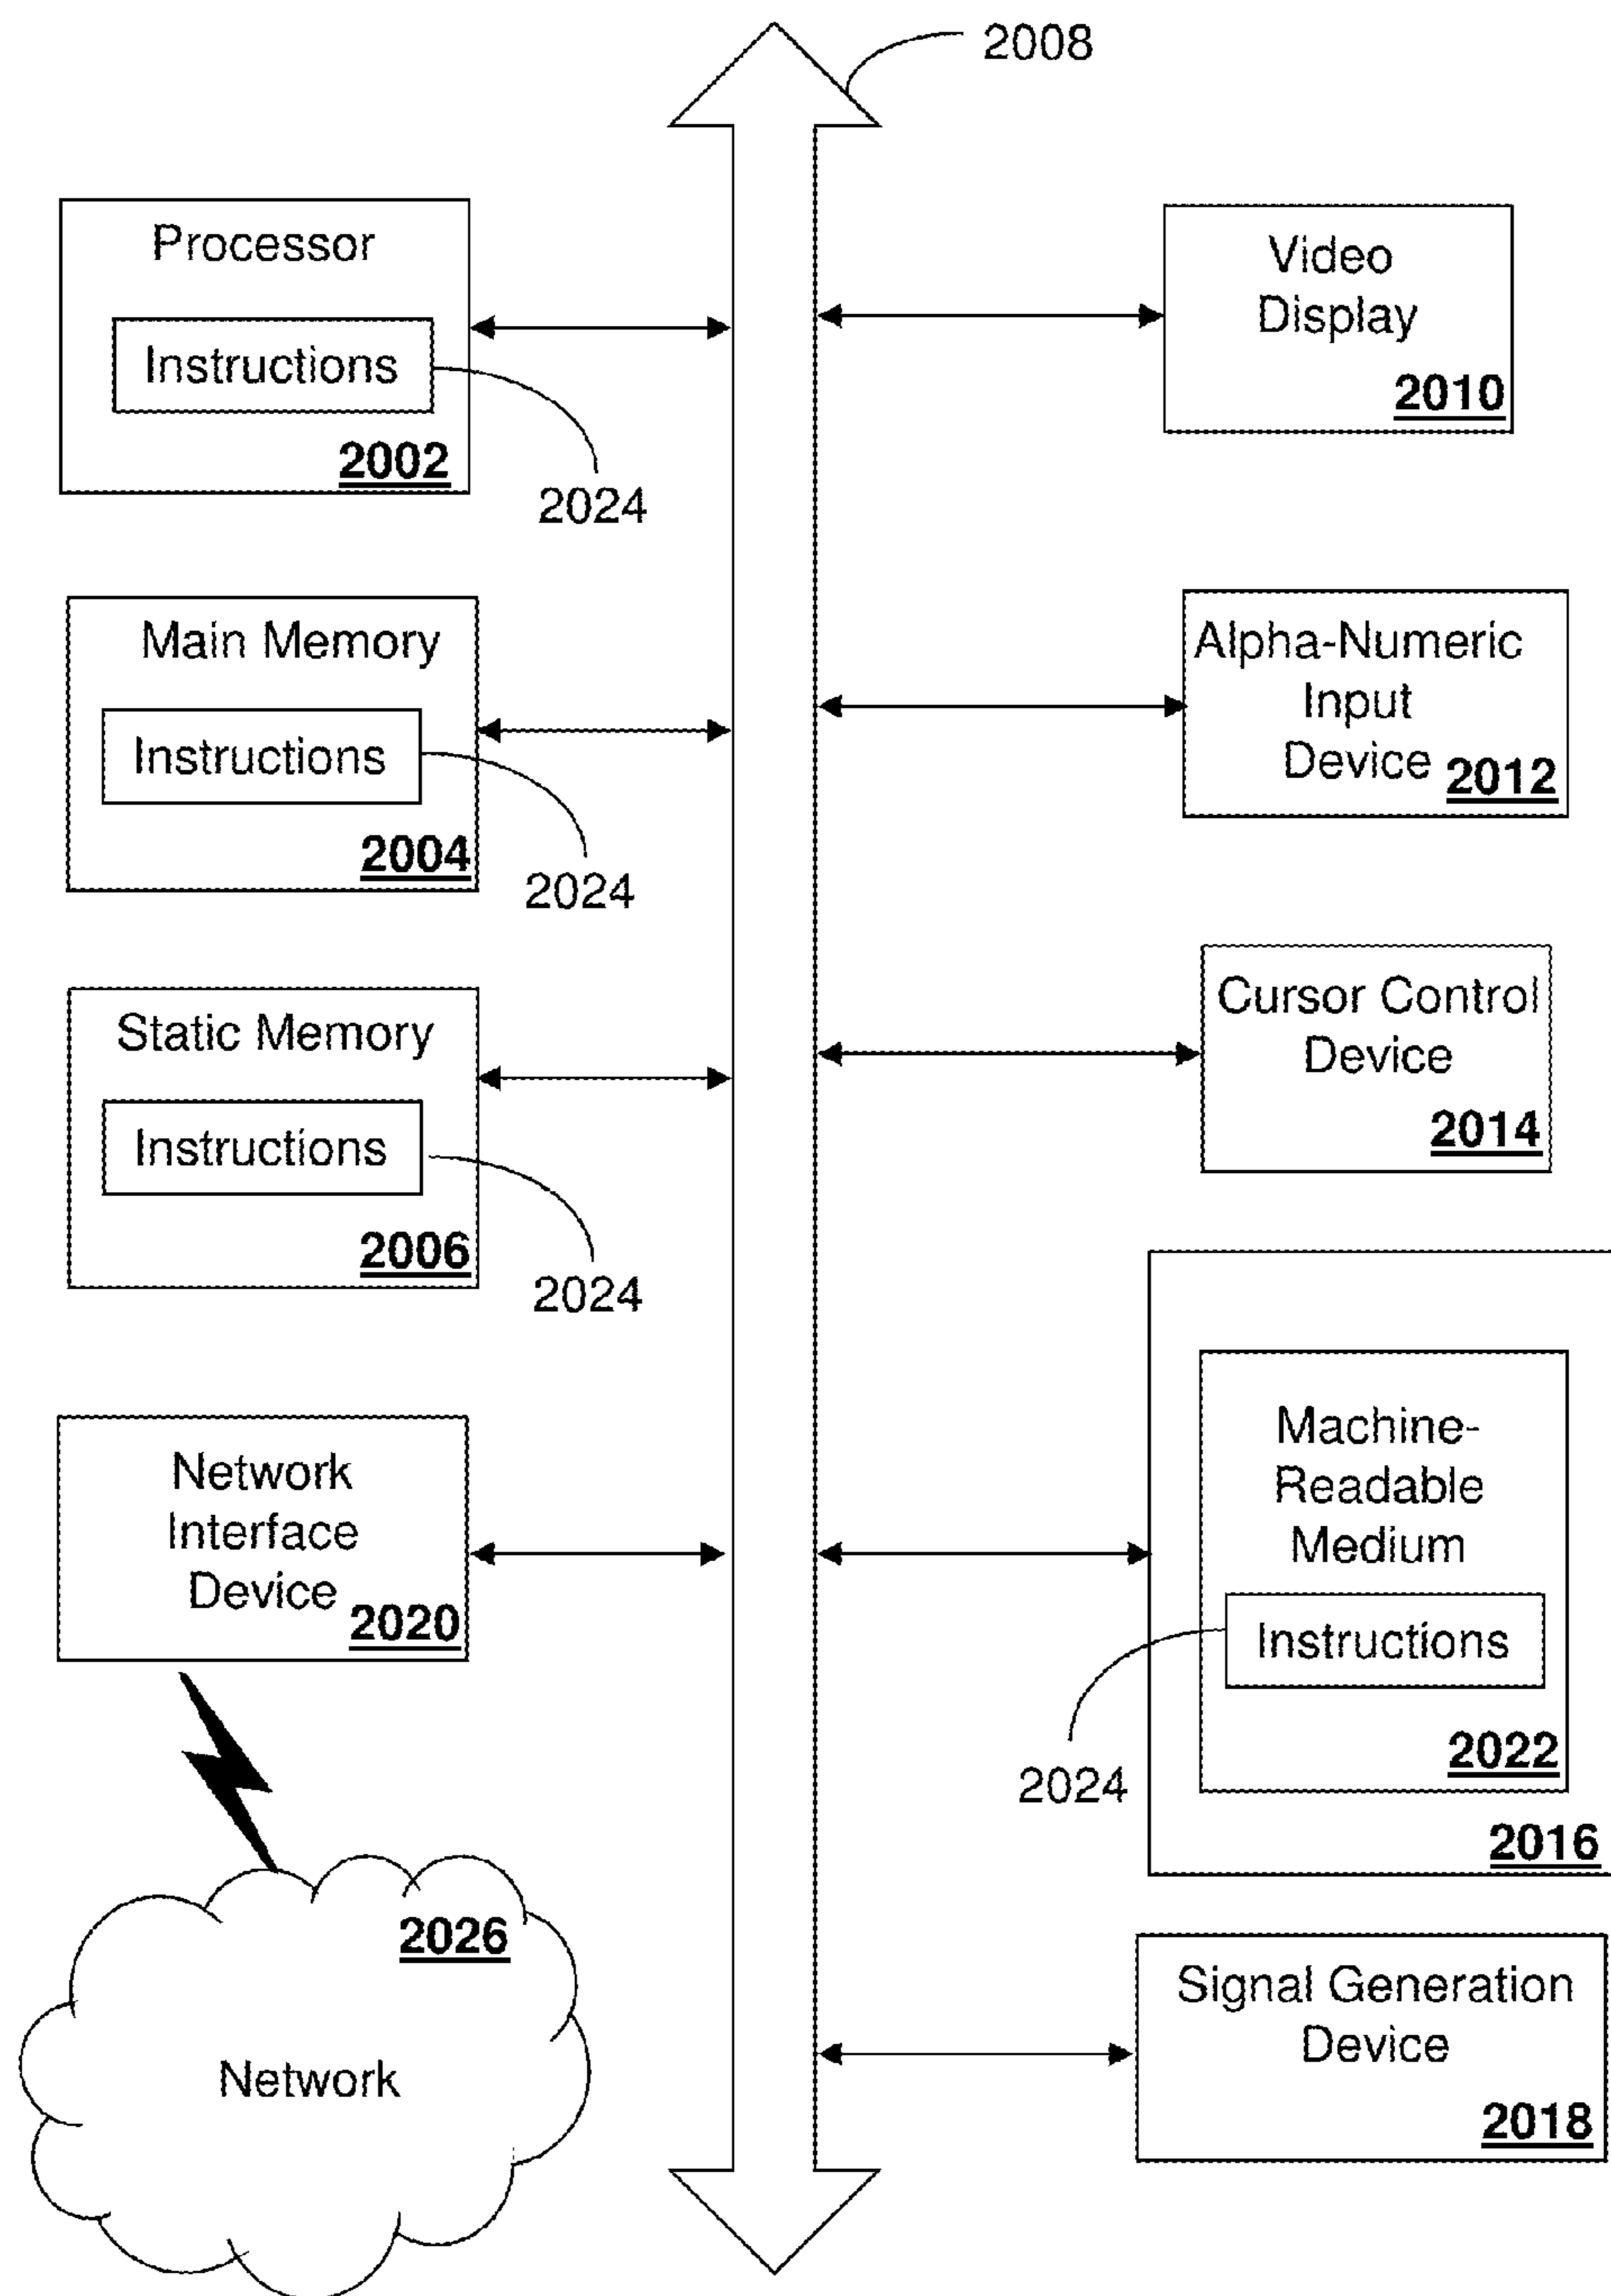 2008
Processor
Instructions
2002
2024
Main Memory
Instructions
2004
2024
Static Memory
Instructions
2006
2024
Network
Interface
Device
2020
2026
Network
Video
Display
2010
Alpha-Numeric
Input
Device
2012
Cursor Control
Device
2014
Machine-
Readable
Medium
Instructions
2022
2024
2016
Signal Generation
Device
2018